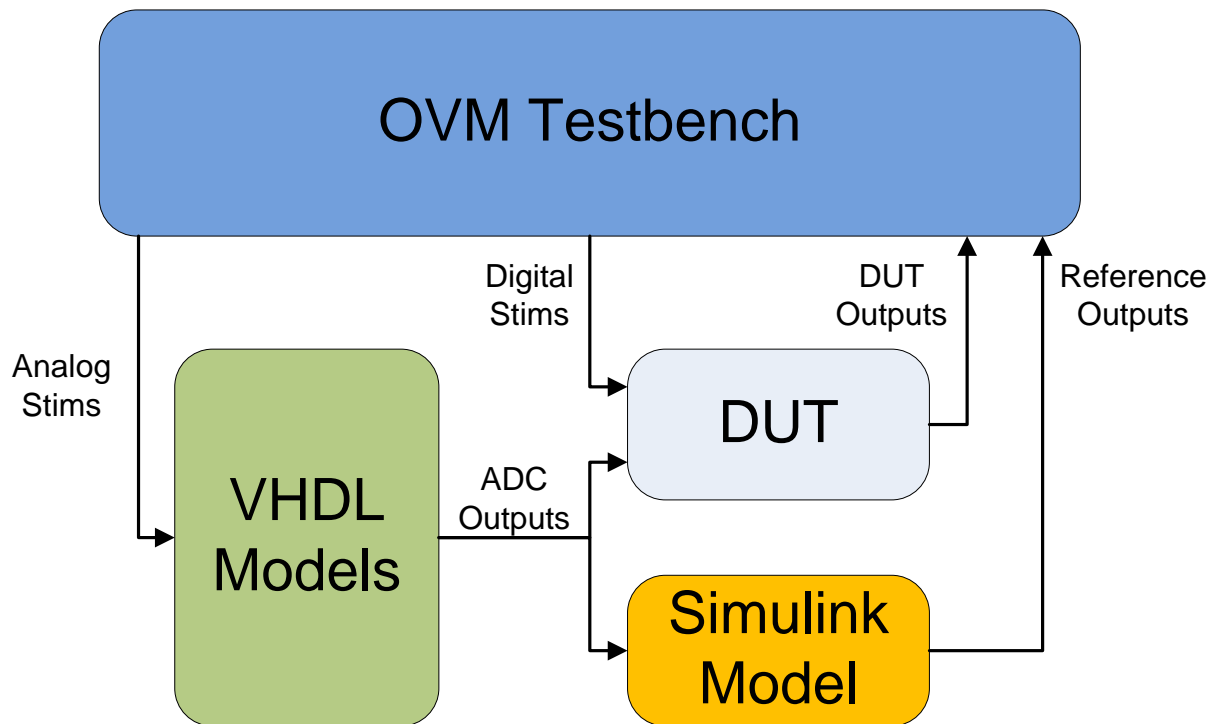 OVM Testbench
Digital
Stims
DUT
Outputs
Reference
Outputs
Analog
Stims
DUT
VHDL
Models
ADC
Outputs
Simulink
Model